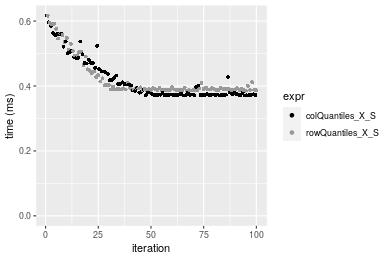 0.6
0.4
0.2
0.0
time (ms)
0
25
50
75
100
iteration
expr
colQuantiles_X_S
rowQuantiles_X_S